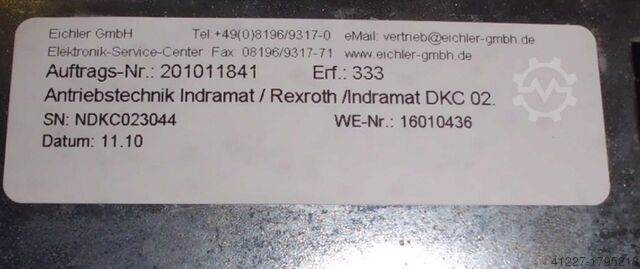 Eichler GmbH Tel:+49(0)8196/9317-0 eMail: vertrieb@eichler-gmbh.de
Elektronik-Service-Center Fax: 08196/9317-71 www.eichler-gmbh.de
Auftrags-Nr.: 201011841 Erf.: 333
Antriebstechnik Indramat / Rexroth /Indramat DKC 02.
SN: NDKC023044 WE-Nr.: 16010436
Datum: 11.10
41227-1795218